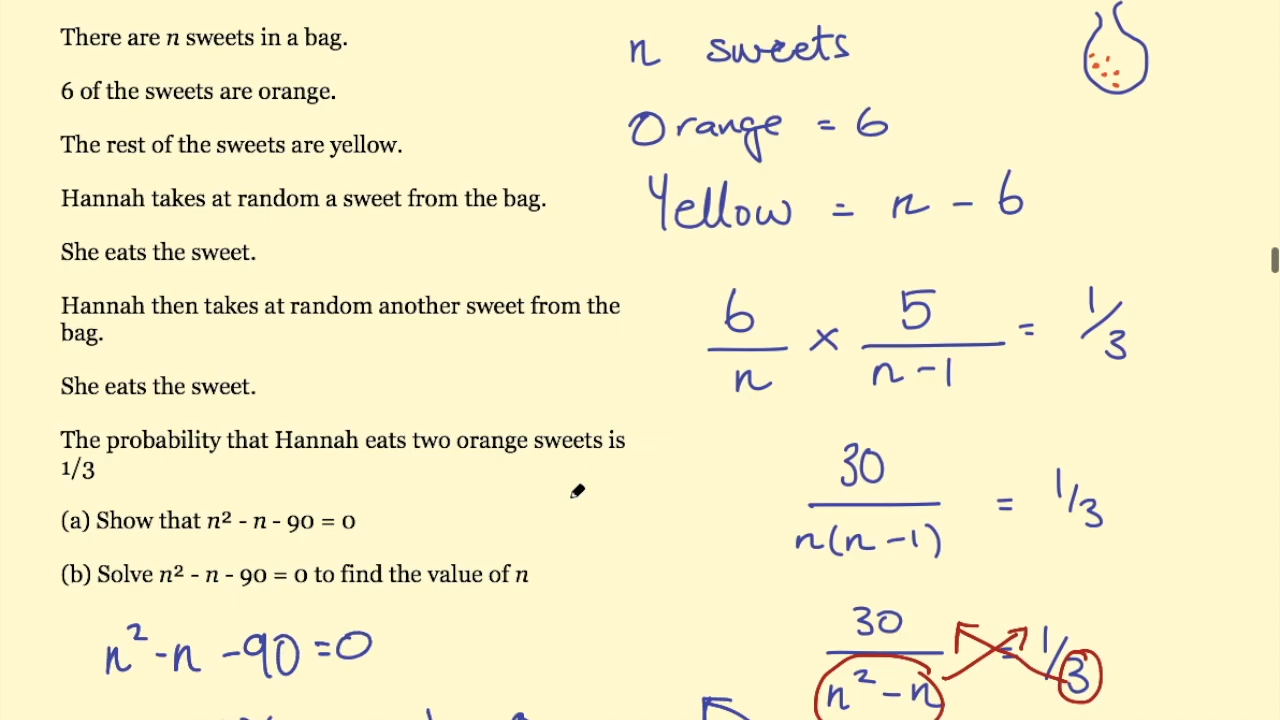 There are n sweets in a bag.
6 of the sweets are orange.
The rest of the sweets are yellow.
Hannah takes at random a sweet from the bag.
She eats the sweet.
Hannah then takes at random another sweet from the
bag.
She eats the sweet.
The probability that Hannah eats two orange sweets is
1/3
(a) Show that n² - n - 90 = 0
(b) Solve n² - n - 90 = 0 to find the value of n
n² - n - 90 = 0
n sweets
Orange = 6
Yellow = n - 6
6/n × 5/(n-1) = 1/3
30/n(n-1) = 1/3
30/(n² - n) = 1/3